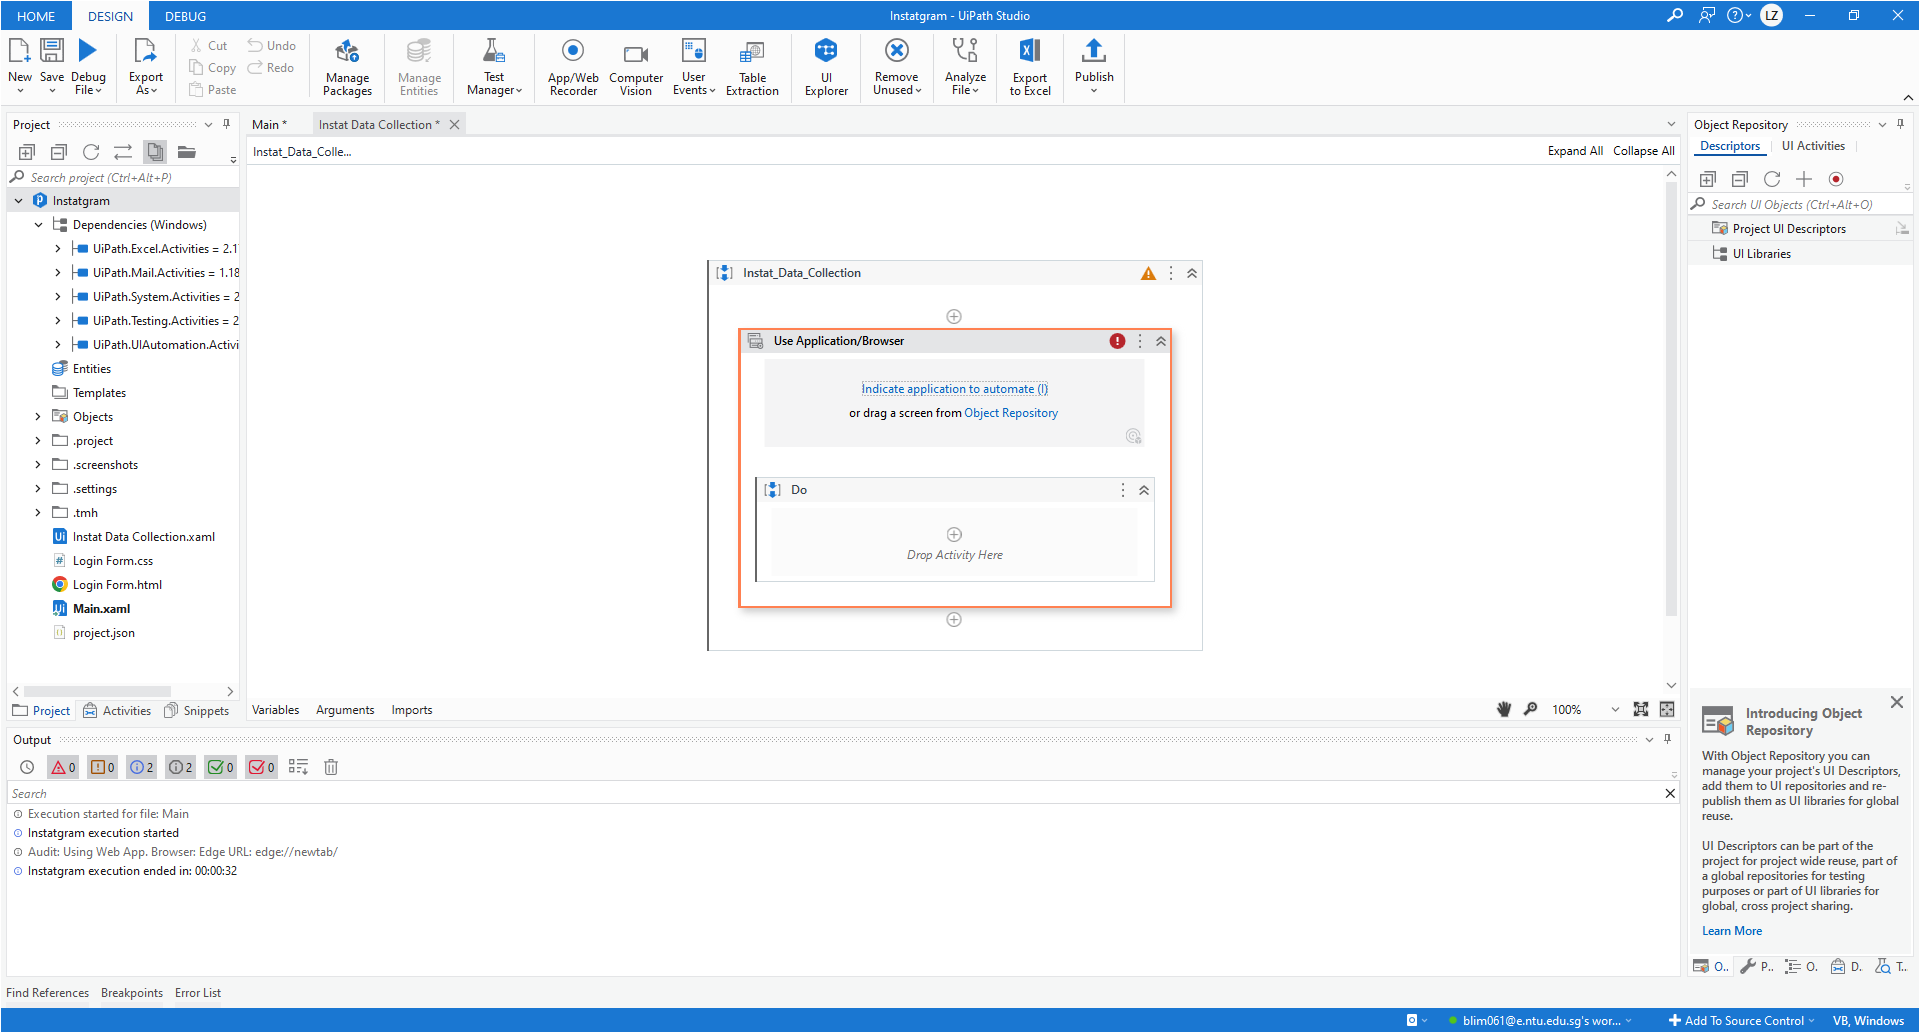 HOME DESIGN DEBUG Instatgram - UiPath Studio LZ
New Save Debug File Export As Cut Copy Paste Undo Redo Manage Packages Manage Entities Test Manager App/Web Recorder Computer Vision User Events Table Extraction UI Explorer Remove Unused Analyze File Export to Excel Publish
Project
Search project (Ctrl+Alt+P)
Instatgram
Dependencies (Windows)
UiPath.Excel.Activities = 2.1
UiPath.Mail.Activities = 1.18
UiPath.System.Activities = 2
UiPath.Testing.Activities = 2
UiPath.UIAutomation.Activi
Entities
Templates
Objects
.project
.screenshots
.settings
.tmh
Instat Data Collection.xaml
Login Form.css
Login Form.html
Main.xaml
project.json
Project Activities Snippets
Main * Instat Data Collection *
Instat_Data_Colle... Expand All Collapse All
Instat_Data_Collection
Use Application/Browser
Indicate application to automate (I)
or drag a screen from Object Repository
Do
Drop Activity Here
Variables Arguments Imports 100%
Object Repository
Descriptors UI Activities
Search UI Objects (Ctrl+Alt+O)
Project UI Descriptors
UI Libraries
Introducing Object
Repository
With Object Repository you can
manage your project's UI Descriptors,
add them to UI repositories and re-
publish them as UI libraries for global
reuse.
UI Descriptors can be part of the
project for project wide reuse, part of
a global repositories for testing
purposes or part of UI libraries for
global, cross project sharing.
Learn More
O.. P.. O. D. T..
Output
0 0 2 2 0 0
Search
Execution started for file: Main
Instatgram execution started
Audit: Using Web App. Browser: Edge URL: edge://newtab/
Instatgram execution ended in: 00:00:32
Find References Breakpoints Error List
blim061@e.ntu.edu.sg's wor... Add To Source Control VB, Windows